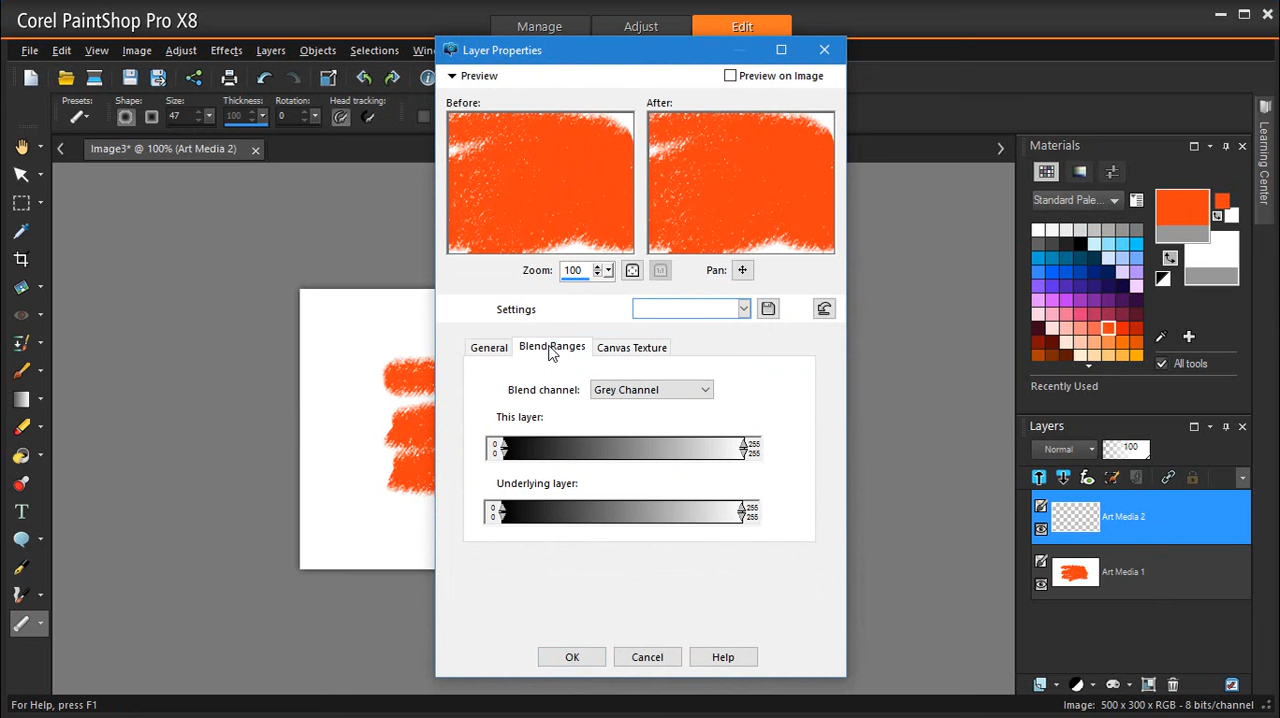 Corel PaintShop Pro X8
Manage
Adjust
Edit
File Edit View Image Adjust Effects Layers Objects Selections Win
Layer Properties
Preview
Preview on Image
Presets:
Shape:
Size:
Thickness:
Rotation:
Head tracking:
47
100
0
Before:
After:
Image3* @ 100% (Art Media 2)
Zoom: 100
Pan:
Settings
General
Blend Ranges
Canvas Texture
Blend channel: Grey Channel
This layer:
0 255
0 255
Underlying layer:
0 255
0 255
OK
Cancel
Help
Materials
Standard Pale...
All tools
Recently Used
Layers
Normal
100
Art Media 2
Art Media 1
Learning Center
For Help, press F1
Image: 500 x 300 x RGB - 8 bits/channel